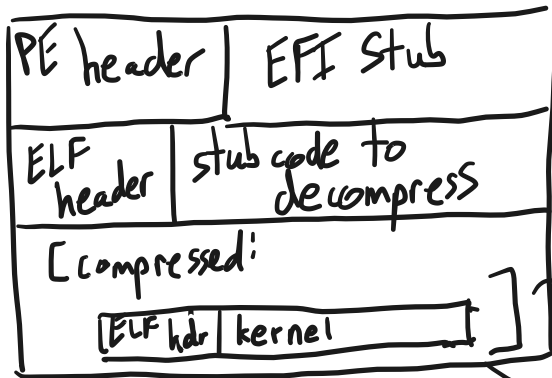 PE header EFI Stub
ELF header stub code to decompress
[compressed:
ELF hdr kernel ]